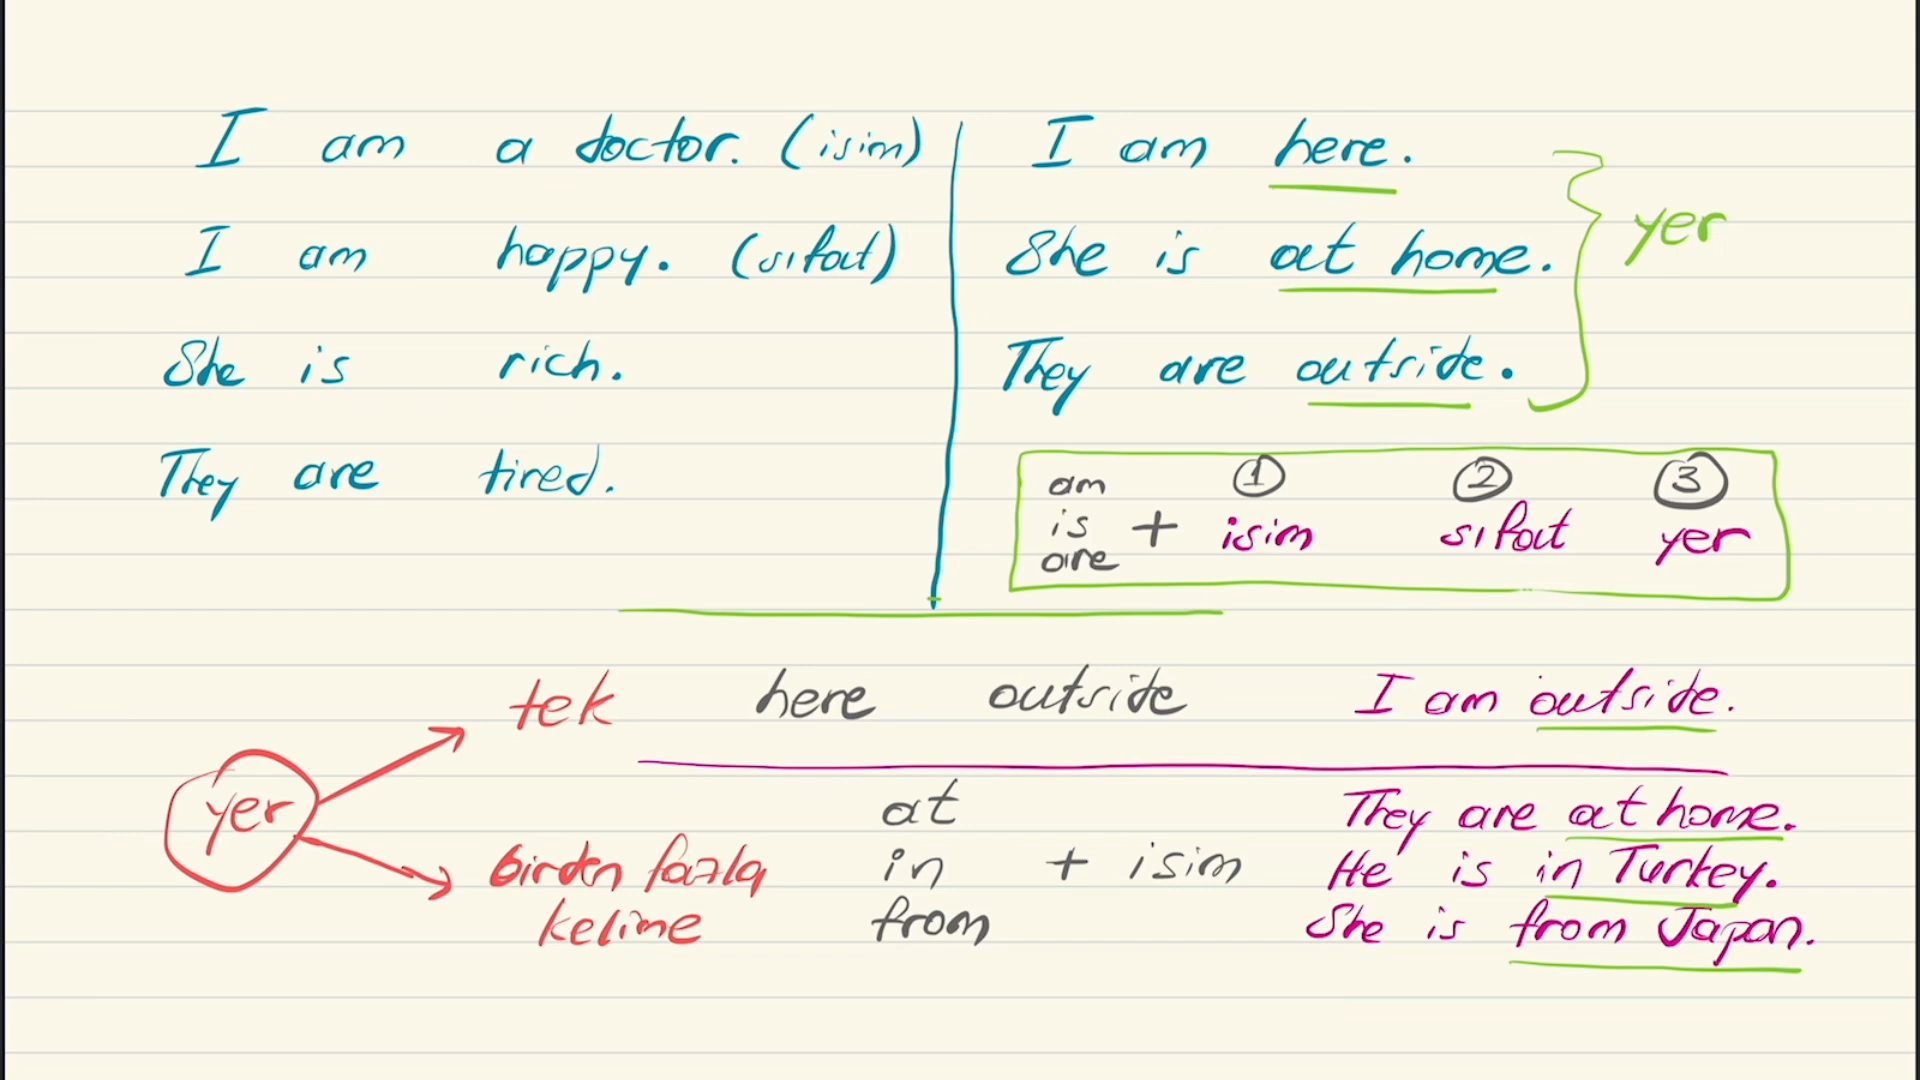 I am a doctor. (isim)
I am happy. (sıfat)
She is rich.
They are tired.
I am here.
She is at home.
They are outside.
yer
am is are + ① isim ② sıfat ③ yer
yer
tek here outside I am outside.
birden fazla kelime
at in from + isim
They are at home.
He is in Turkey.
She is from Japan.